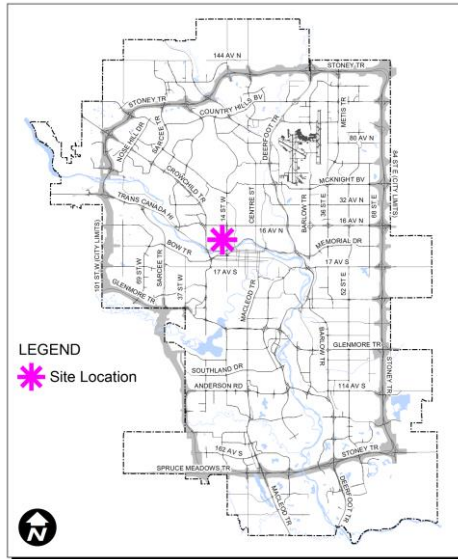 144 AV N
STONEY TR
STONEY TR
COUNTRY HILLS BV
METIS TR
NOSE HILL DR
SARCEE TR
DEERFOOT TR
80 AV N
84 ST E (CITY LIMITS)
CROWCHILD TR
MCKNIGHT BV
TRANS CANADA HI
14 ST W
CENTRE ST
BARLOW TR
36 ST E
32 AV N
68 ST E
16 AV N
16 AV N
101 ST W (CITY LIMITS)
BOW TR
MEMORIAL DR
69 ST W
SARCEE TR
37 ST W
17 AV S
17 AV S
MACLEOD TR
52 ST E
GLENMORE TR
BARLOW TR
GLENMORE TR
STONEY TR
LEGEND
Site Location
SOUTHLAND DR
ANDERSON RD
114 AV S
162 AV S
STONEY TR
SPRUCE MEADOWS TR
MACLEOD TR
DEERFOOT TR
N